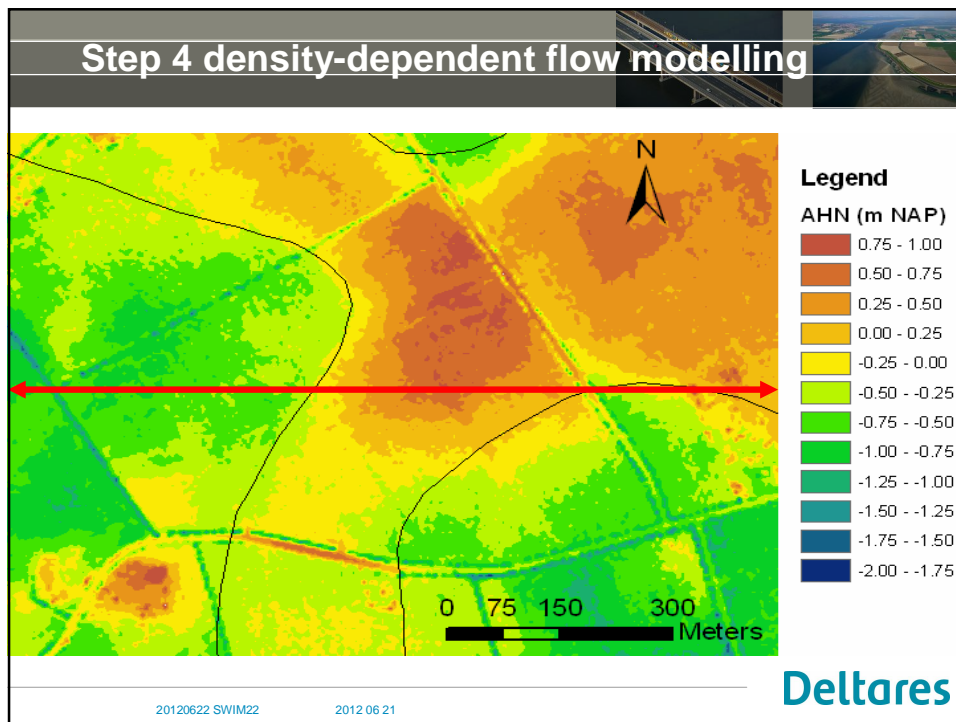 Step 4 density-dependent flow modelling
N
Legend
AHN (m NAP)
0.75 - 1.00
0.50 - 0.75
0.25 - 0.50
0.00 - 0.25
-0.25 - 0.00
-0.50 - -0.25
-0.75 - -0.50
-1.00 - -0.75
-1.25 - -1.00
-1.50 - -1.25
-1.75 - -1.50
-2.00 - -1.75
0 75 150 300
Meters
Deltares
20120622 SWIM22 2012 06 21